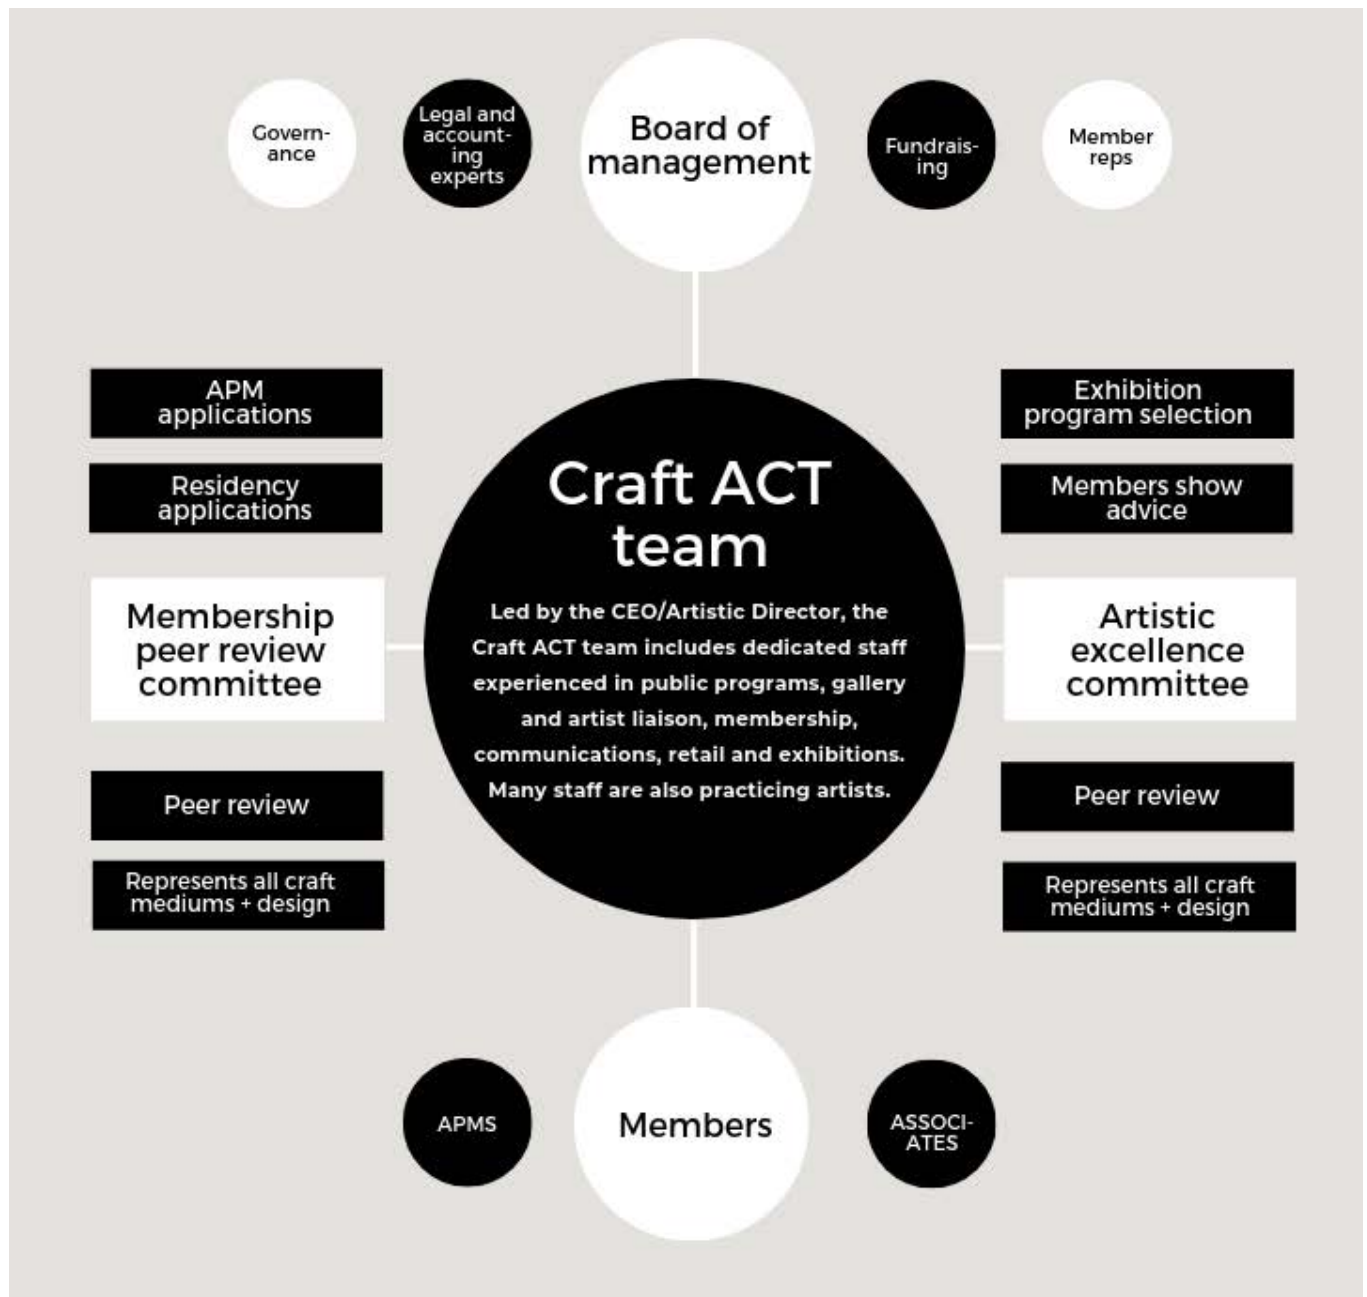 Govern-
ance
Legal and
account-
ing
experts
Board of
management
Fundrais-
ing
Member
reps
APM
applications
Residency
applications
Membership
peer review
committee
Peer review
Represents all craft
mediums + design
Craft ACT
team
Led by the CEO/Artistic Director, the
Craft ACT team includes dedicated staff
experienced in public programs, gallery
and artist liaison, membership,
communications, retail and exhibitions.
Many staff are also practicing artists.
Exhibition
program selection
Members show
advice
Artistic
excellence
committee
Peer review
Represents all craft
mediums + design
APMS
Members
ASSOCI-
ATES